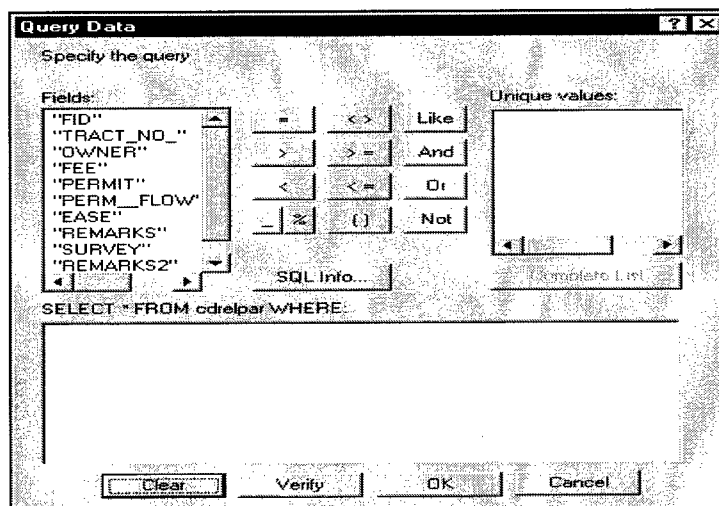 Query Data ? ×
Specify the query
Fields:
"FID"
"TRACT_NO_"
"OWNER"
"FEE"
"PERMIT"
"PERM__FLOW"
"EASE"
"REMARKS"
"SURVEY"
"REMARKS2"
= <> Like
> >= And
< <= Or
_ % () Not
SQL Info...
Unique values:
Complete List
SELECT * FROM cdrelpar WHERE:
Clear Verify OK Cancel